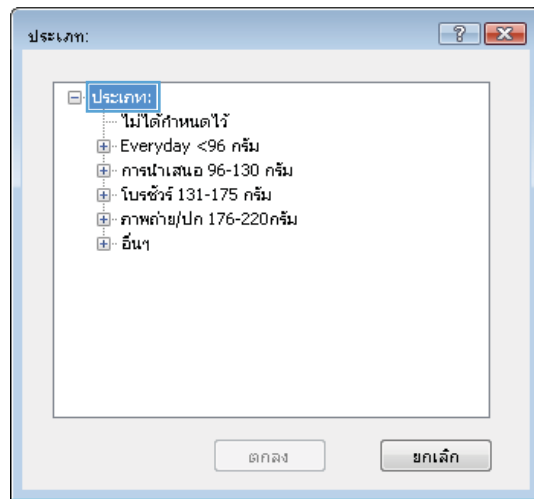 ประเภท:
ประเภท:
ไม่ได้กำหนดไว้
Everyday <96 กรัม
การนำเสนอ 96-130 กรัม
โบรชัวร์ 131-175 กรัม
ภาพถ่าย/ปก 176-220กรัม
อื่นๆ
ตกลง
ยกเลิก